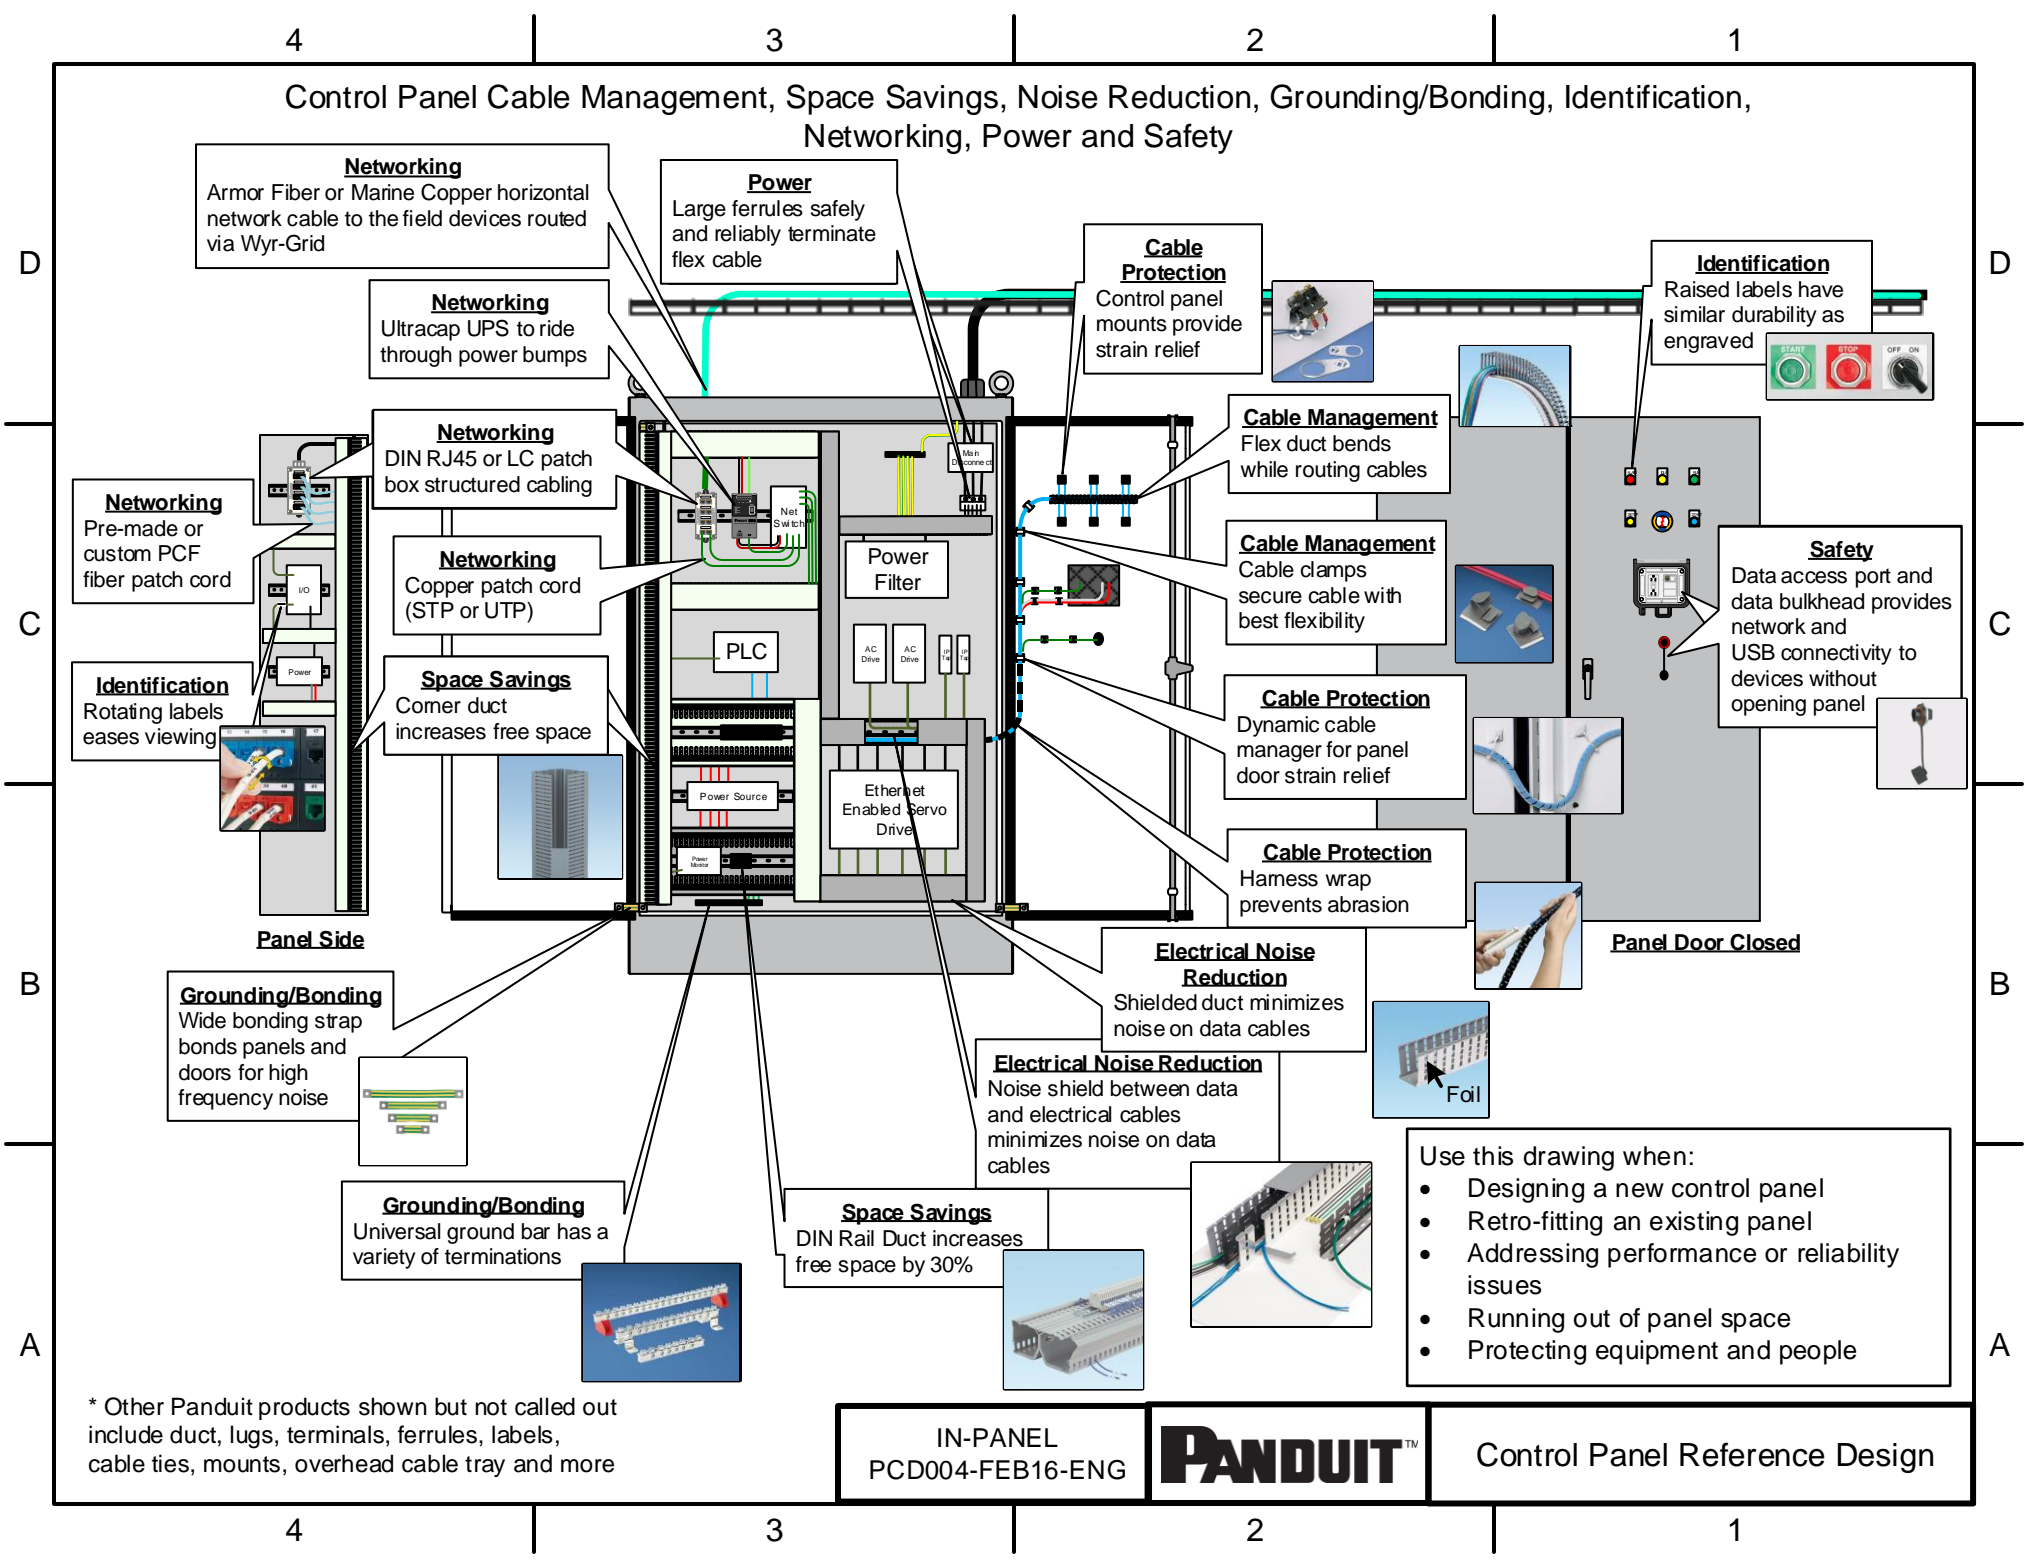 4 3 2 1
Control Panel Cable Management, Space Savings, Noise Reduction, Grounding/Bonding, Identification,
Networking, Power and Safety
D
D
Networking
Armor Fiber or Marine Copper horizontal
network cable to the field devices routed
via Wyr-Grid
Power
Large ferrules safely
and reliably terminate
flex cable
Cable
Protection
Control panel
mounts provide
strain relief
Identification
Raised labels have
similar durability as
engraved
START
STOP
OFF ON
Networking
Ultracap UPS to ride
through power bumps
Networking
DIN RJ45 or LC patch
box structured cabling
Networking
Pre-made or
custom PCF
fiber patch cord
Networking
Copper patch cord
(STP or UTP)
Cable Management
Flex duct bends
while routing cables
Cable Management
Cable clamps
secure cable with
best flexibility
Safety
Data access port and
data bulkhead provides
network and
USB connectivity to
devices without
opening panel
C
C
Identification
Rotating labels
eases viewing
Space Savings
Corner duct
increases free space
Cable Protection
Dynamic cable
manager for panel
door strain relief
Cable Protection
Harness wrap
prevents abrasion
I/O
Power
Main
Disconnect
Net
Switch
Power
Filter
PLC
AC
Drive
AC
Drive
IP
Tap
IP
Tap
Power Source
Power
Monitor
Ethernet
Enabled Servo
Drive
Panel Side
Panel Door Closed
B
B
Grounding/Bonding
Wide bonding strap
bonds panels and
doors for high
frequency noise
Electrical Noise
Reduction
Shielded duct minimizes
noise on data cables
Electrical Noise Reduction
Noise shield between data
and electrical cables
minimizes noise on data
cables
Foil
Grounding/Bonding
Universal ground bar has a
variety of terminations
Space Savings
DIN Rail Duct increases
free space by 30%
Use this drawing when:
• Designing a new control panel
• Retro-fitting an existing panel
• Addressing performance or reliability
issues
• Running out of panel space
• Protecting equipment and people
A
A
* Other Panduit products shown but not called out
include duct, lugs, terminals, ferrules, labels,
cable ties, mounts, overhead cable tray and more
IN-PANEL
PCD004-FEB16-ENG
PANDUIT™
Control Panel Reference Design
4 3 2 1